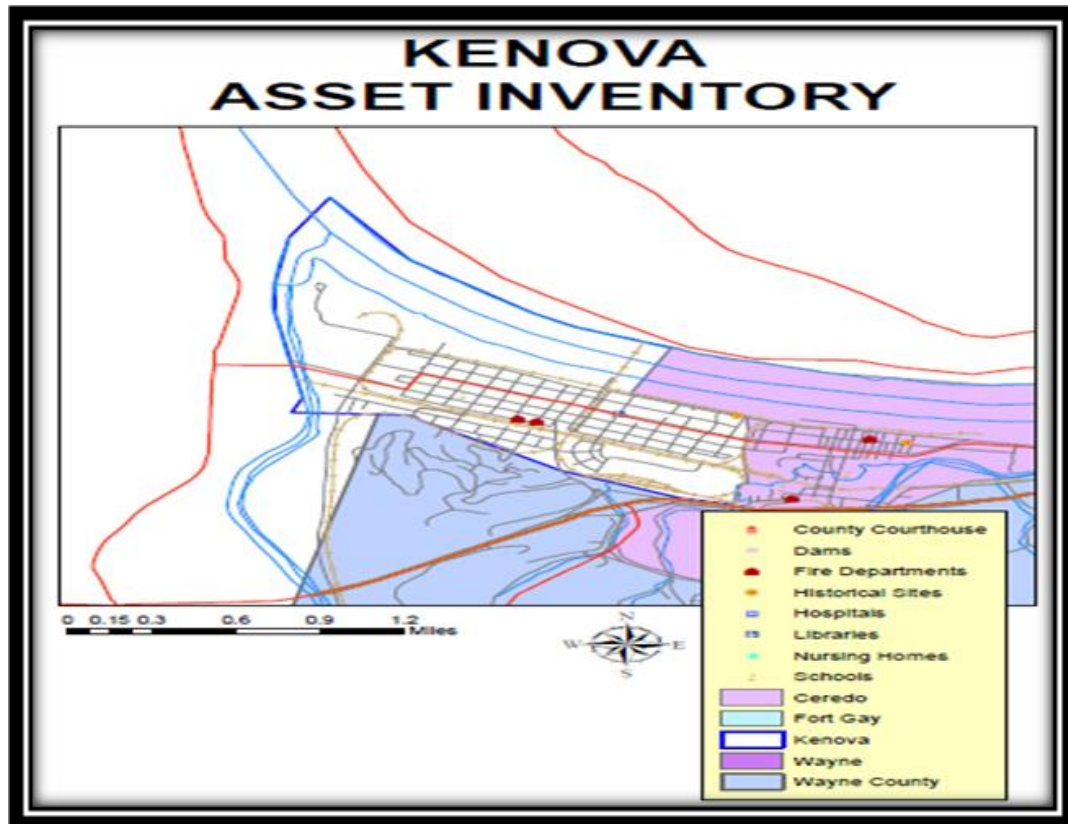 KENOVA
ASSET INVENTORY
0 0.15 0.3 0.6 0.9 1.2
Miles
N
W E
S
County Courthouse
Dams
Fire Departments
Historical Sites
Hospitals
Libraries
Nursing Homes
Schools
Ceredo
Fort Gay
Kenova
Wayne
Wayne County